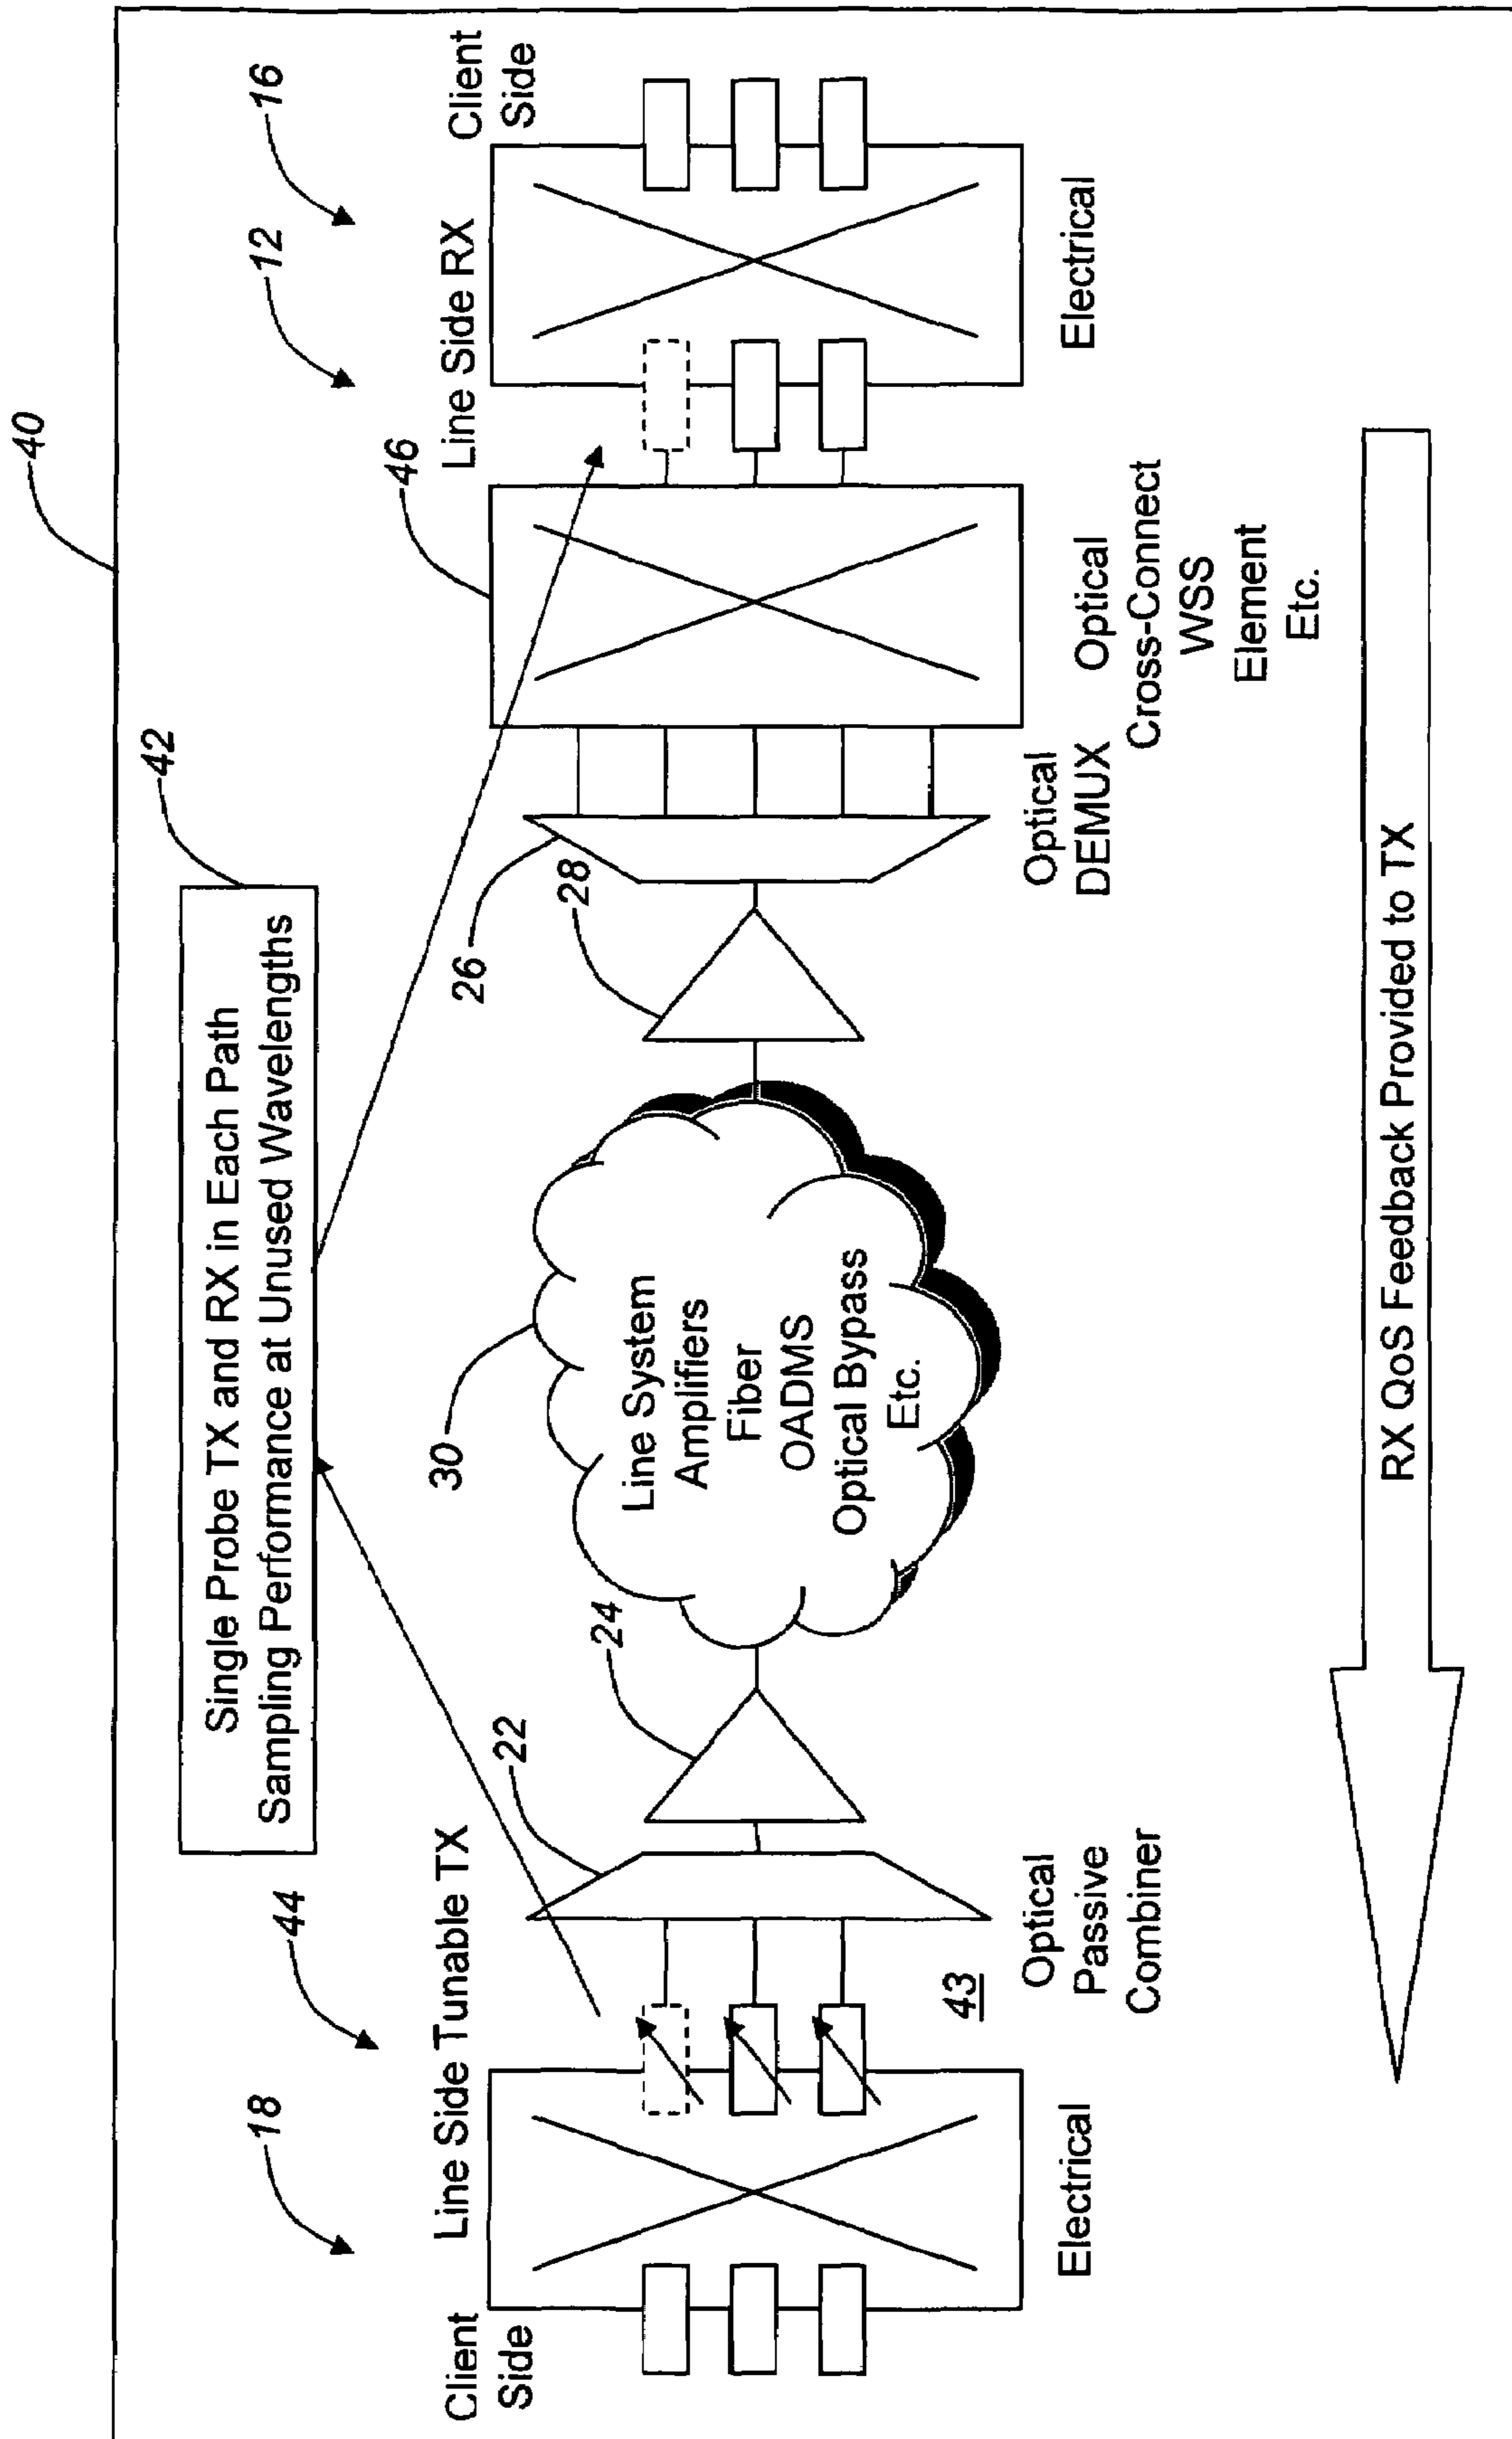 40
42
Single Probe TX and RX in Each Path
Sampling Performance at Unused Wavelengths
18
44
12
16
Client
Side
Line Side Tunable TX
22
24
30
26
28
46
Line Side RX
Client
Side
Line System
Amplifiers
Fiber
OADMS
Optical Bypass
Etc.
43
Electrical
Optical
Passive
Combiner
Optical
DEMUX
Optical
Cross-Connect
WSS
Element
Etc.
Electrical
RX QoS Feedback Provided to TX